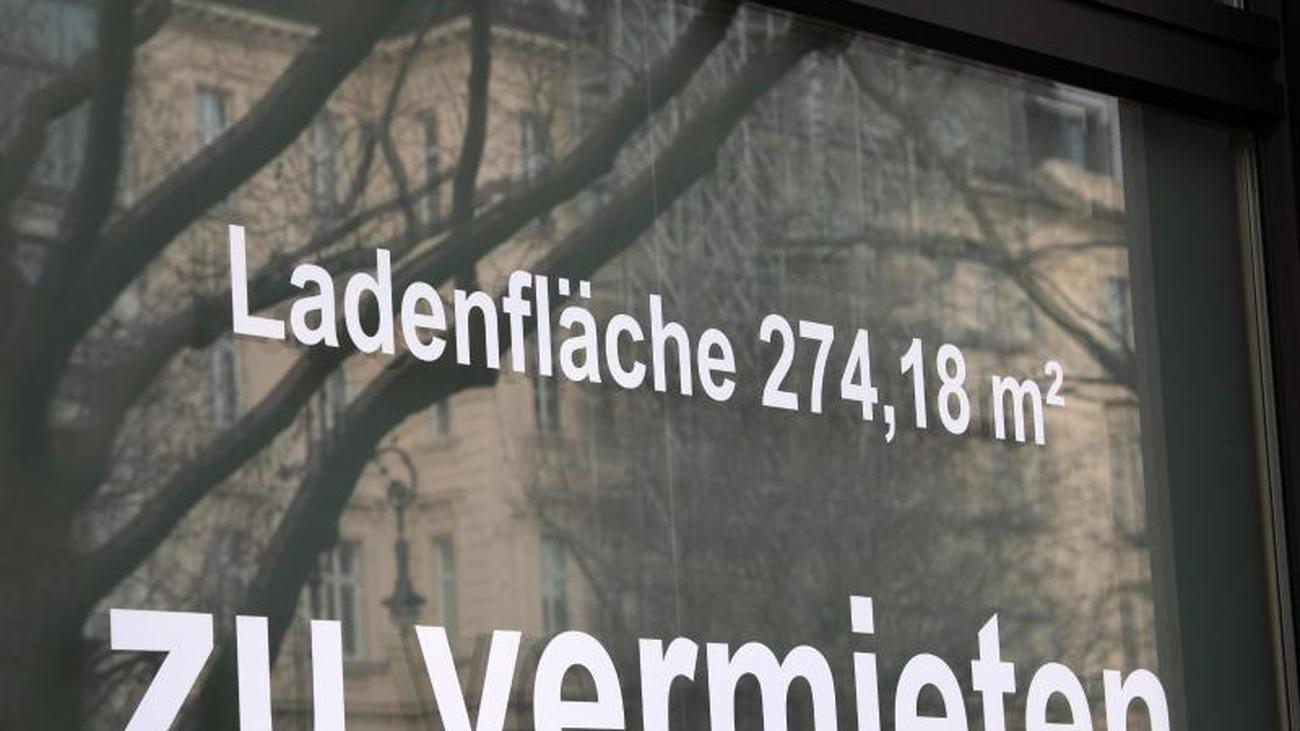 Ladenfläche 274,18 m²
zu vermieten